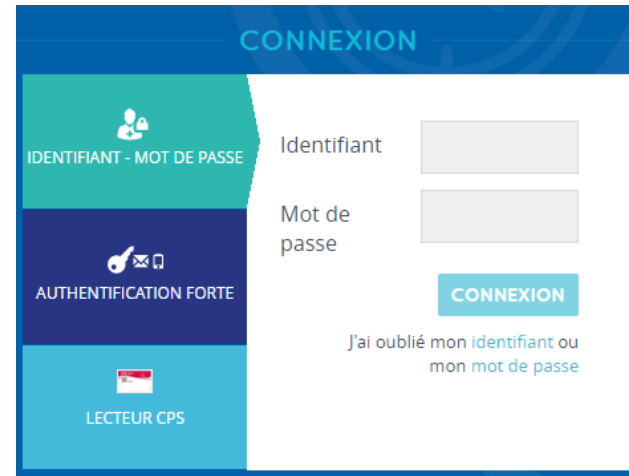 CONNEXION
IDENTIFIANT - MOT DE PASSE
AUTHENTIFICATION FORTE
LECTEUR CPS
Identifiant
Mot de
passe
CONNEXION
J'ai oublié mon identifiant ou
mon mot de passe